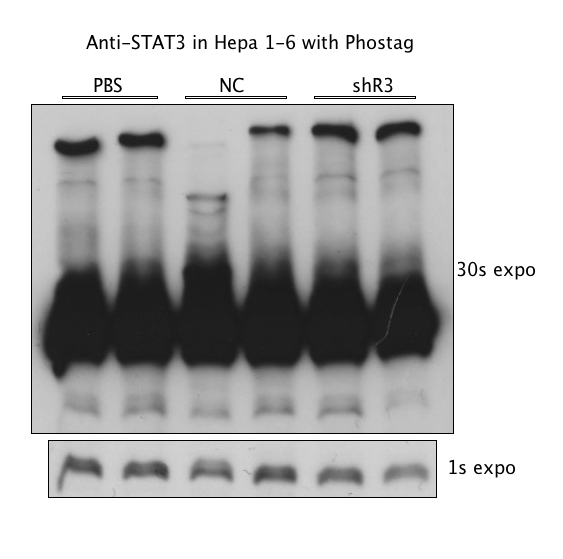 Anti-STAT3 in Hepa 1-6 with Phostag
PBS NC shR3
30s expo
1s expo